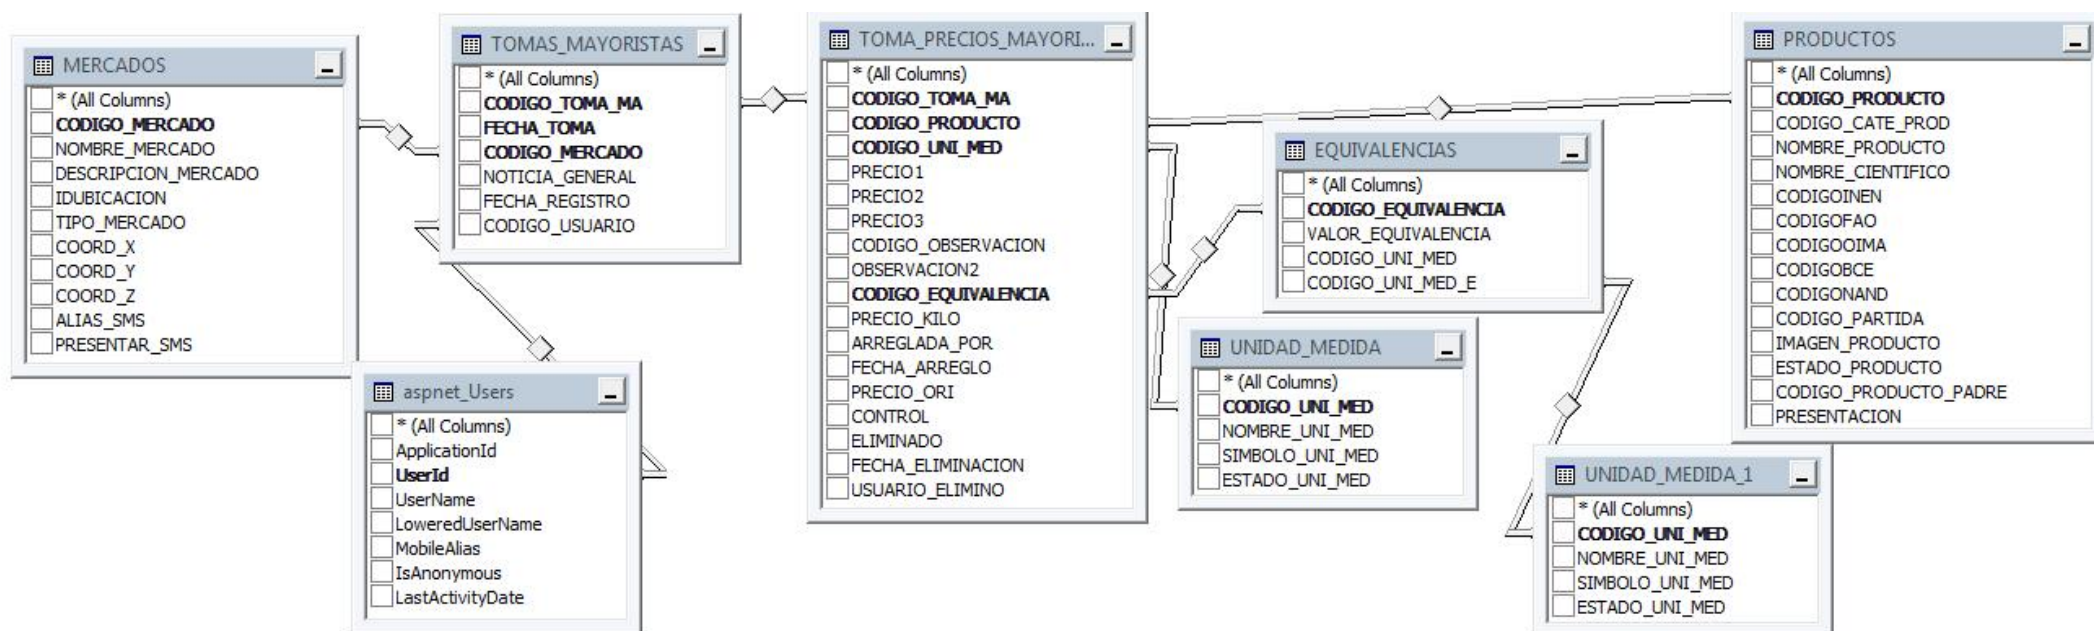 MERCADOS
* (All Columns)
CODIGO_MERCADO
NOMBRE_MERCADO
DESCRIPCION_MERCADO
IDUBICACION
TIPO_MERCADO
COORD_X
COORD_Y
COORD_Z
ALIAS_SMS
PRESENTAR_SMS
TOMAS_MAYORISTAS
* (All Columns)
CODIGO_TOMA_MA
FECHA_TOMA
CODIGO_MERCADO
NOTICIA_GENERAL
FECHA_REGISTRO
CODIGO_USUARIO
aspnet_Users
* (All Columns)
ApplicationId
UserId
UserName
LoweredUserName
MobileAlias
IsAnonymous
LastActivityDate
TOMA_PRECIOS_MAYORI...
* (All Columns)
CODIGO_TOMA_MA
CODIGO_PRODUCTO
CODIGO_UNI_MED
PRECIO1
PRECIO2
PRECIO3
CODIGO_OBSERVACION
OBSERVACION2
CODIGO_EQUIVALENCIA
PRECIO_KILO
ARREGLADA_POR
FECHA_ARREGLO
PRECIO_ORI
CONTROL
ELIMINADO
FECHA_ELIMINACION
USUARIO_ELIMINO
EQUIVALENCIAS
* (All Columns)
CODIGO_EQUIVALENCIA
VALOR_EQUIVALENCIA
CODIGO_UNI_MED
CODIGO_UNI_MED_E
UNIDAD_MEDIDA
* (All Columns)
CODIGO_UNI_MED
NOMBRE_UNI_MED
SIMBOLO_UNI_MED
ESTADO_UNI_MED
PRODUCTOS
* (All Columns)
CODIGO_PRODUCTO
CODIGO_CATE_PROD
NOMBRE_PRODUCTO
NOMBRE_CIENTIFICO
CODIGOINEN
CODIGOFAO
CODIGOOIMA
CODIGOBCE
CODIGONAND
CODIGO_PARTIDA
IMAGEN_PRODUCTO
ESTADO_PRODUCTO
CODIGO_PRODUCTO_PADRE
PRESENTACION
UNIDAD_MEDIDA_1
* (All Columns)
CODIGO_UNI_MED
NOMBRE_UNI_MED
SIMBOLO_UNI_MED
ESTADO_UNI_MED